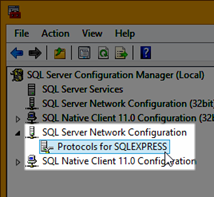 File Action View Help
SQL Server Configuration Manager (Local)
SQL Server Services
SQL Server Network Configuration (32bit)
SQL Native Client 11.0 Configuration (32bit
SQL Server Network Configuration
Protocols for SQLEXPRESS
SQL Native Client 11.0 Configuration